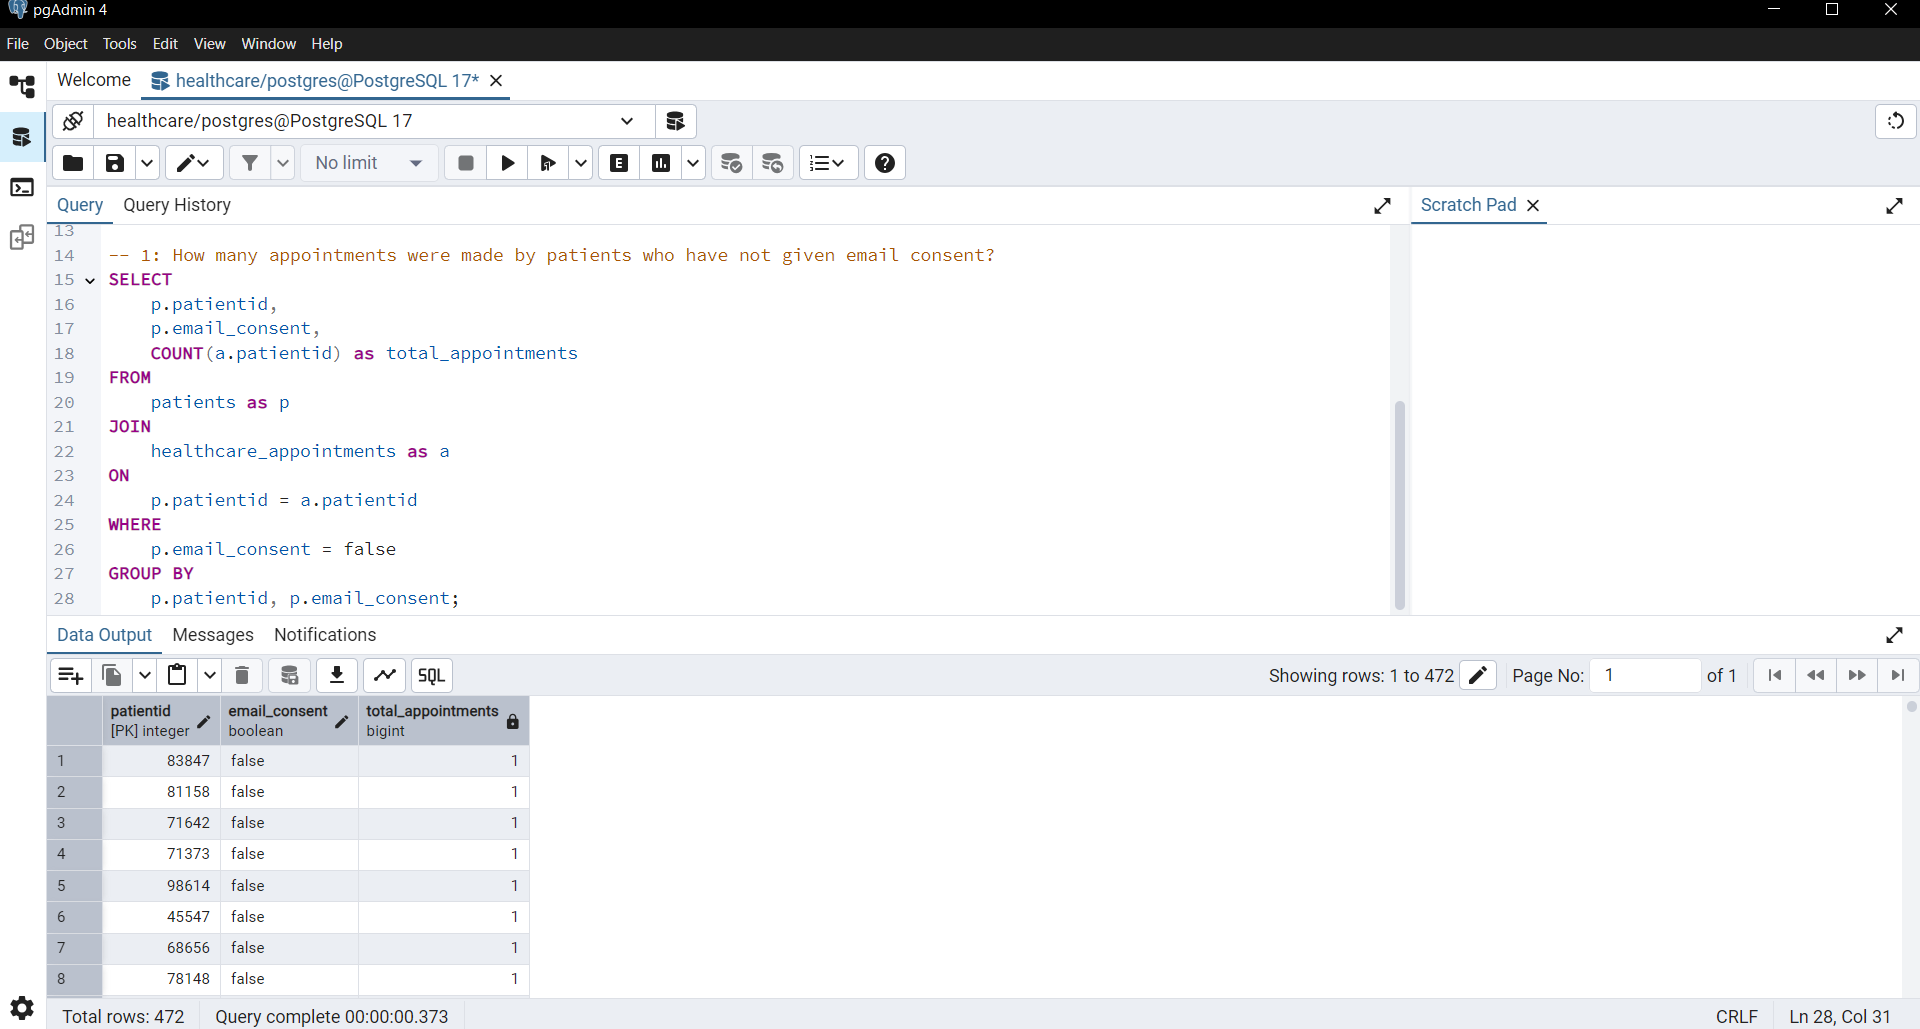 pgAdmin 4
File Object Tools Edit View Window Help
Welcome healthcare/postgres@PostgreSQL 17*
healthcare/postgres@PostgreSQL 17
No limit E
Query Query History Scratch Pad
13
14 -- 1: How many appointments were made by patients who have not given email consent?
15 SELECT
16 p.patientid,
17 p.email_consent,
18 COUNT(a.patientid) as total_appointments
19 FROM
20 patients as p
21 JOIN
22 healthcare_appointments as a
23 ON
24 p.patientid = a.patientid
25 WHERE
26 p.email_consent = false
27 GROUP BY
28 p.patientid, p.email_consent;
Data Output Messages Notifications
SQL Showing rows: 1 to 472 Page No: 1 of 1
patientid email_consent total_appointments
[PK] integer boolean bigint
1 83847 false 1
2 81158 false 1
3 71642 false 1
4 71373 false 1
5 98614 false 1
6 45547 false 1
7 68656 false 1
8 78148 false 1
Total rows: 472 Query complete 00:00:00.373 CRLF Ln 28, Col 31